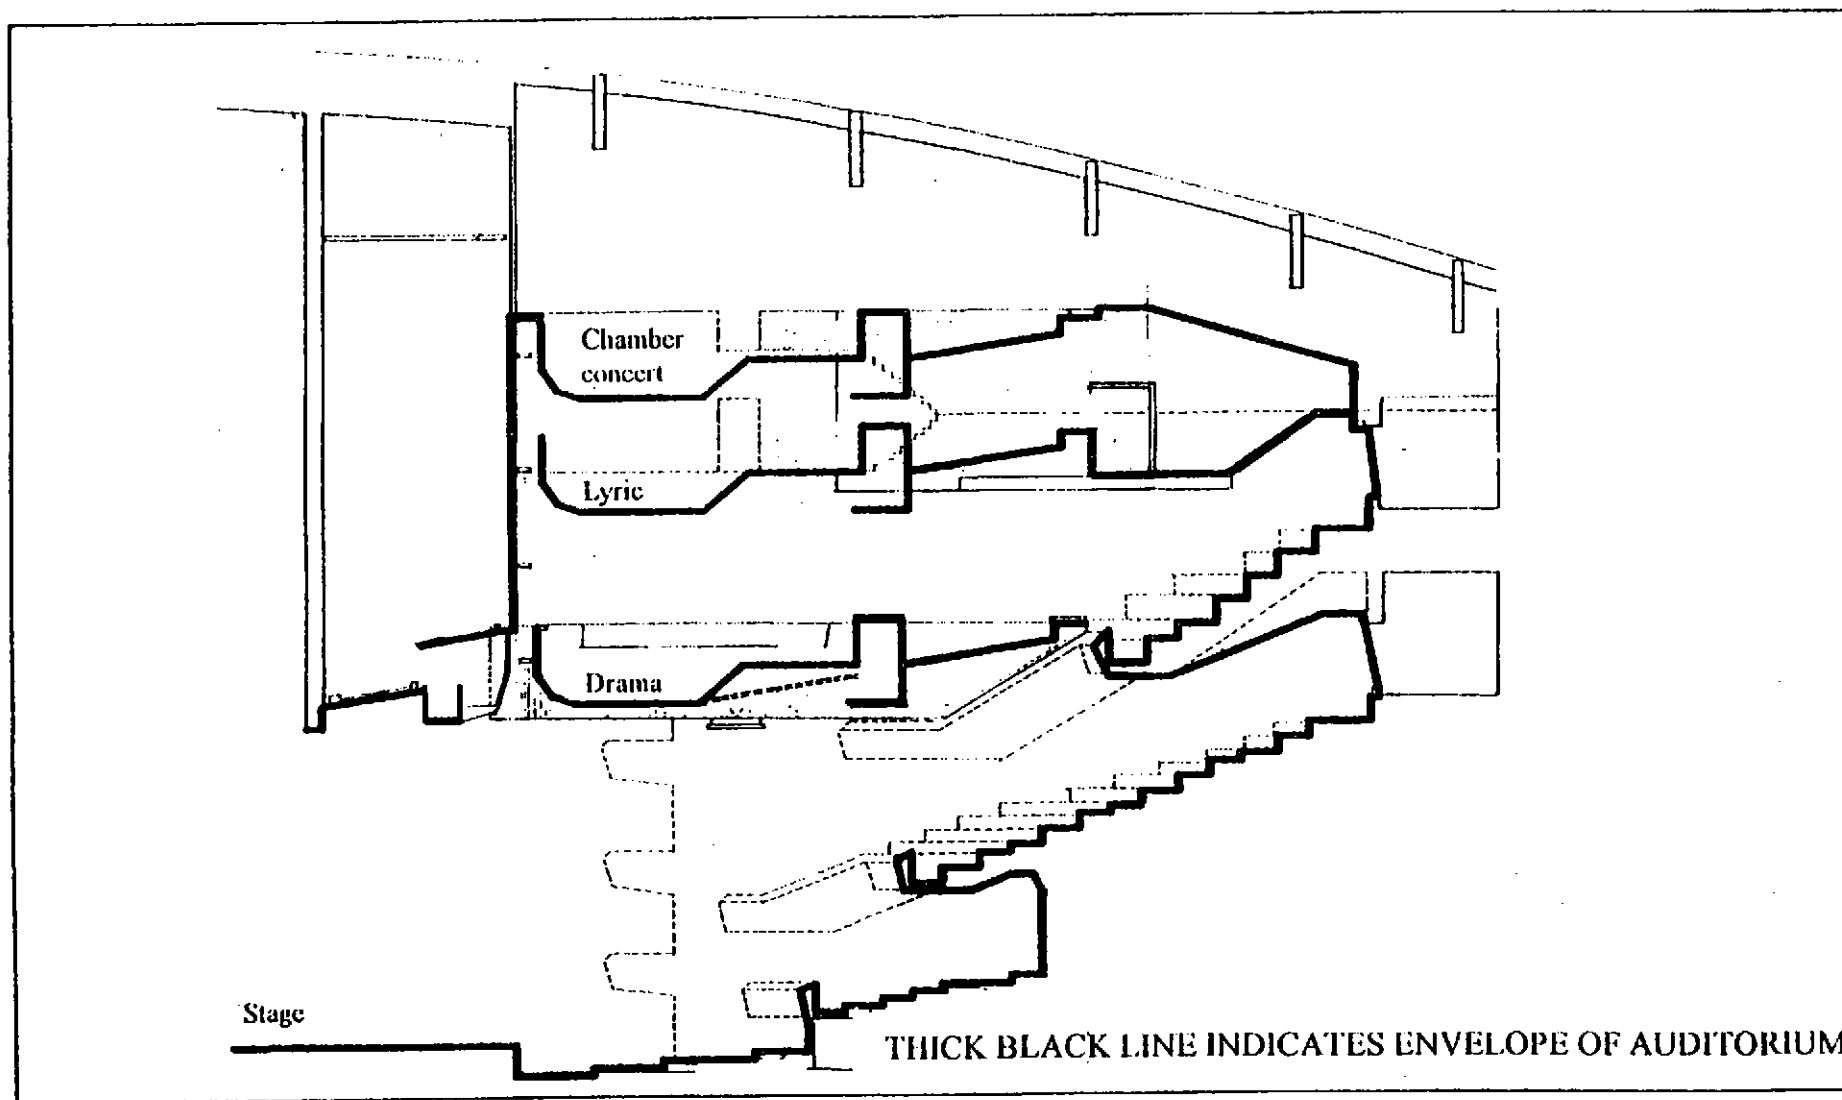 Chamber
concert
Lyric
Drama
Stage
THICK BLACK LINE INDICATES ENVELOPE OF AUDITORIUM